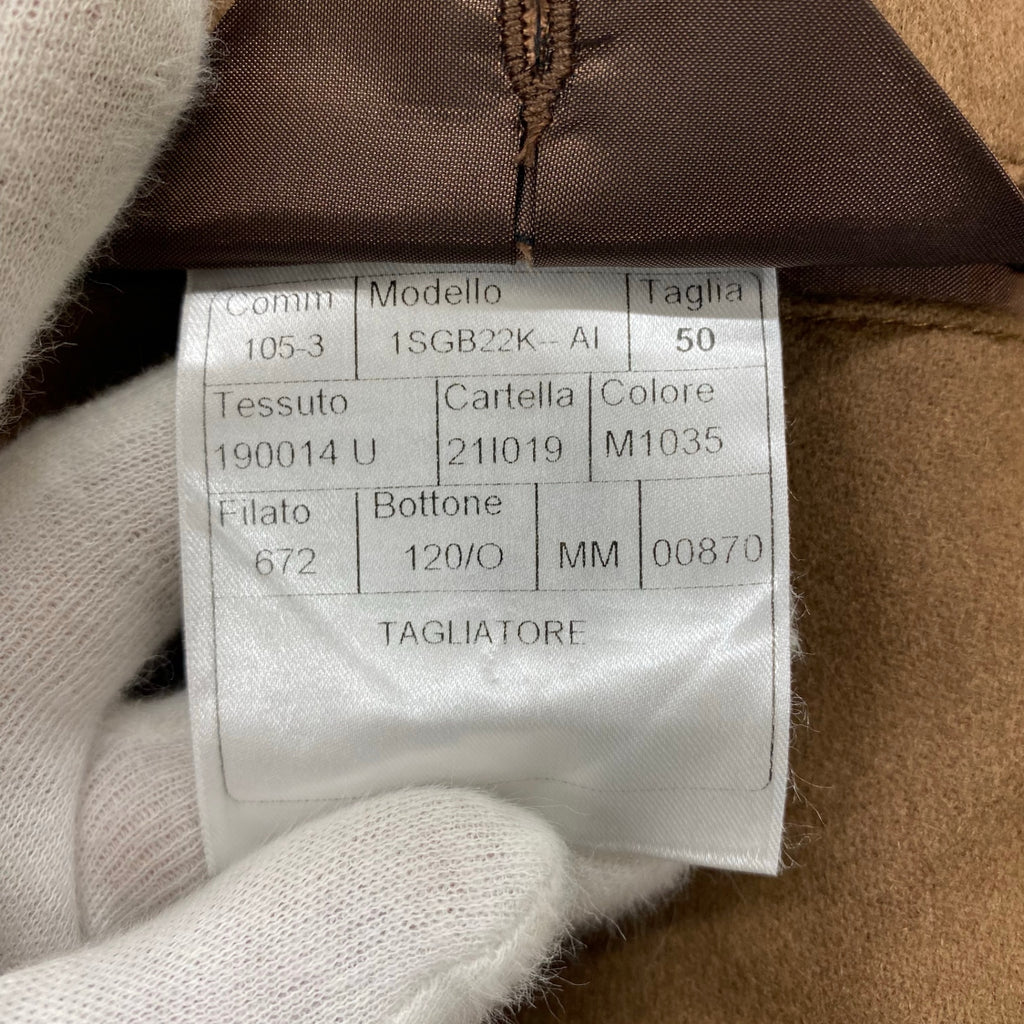 Comm Modello Taglia
105-3 1SGB22K-- AI 50
Tessuto Cartella Colore
190014 U 21I019 M1035
Filato Bottone
672 120/O MM 00870
TAGLIATORE